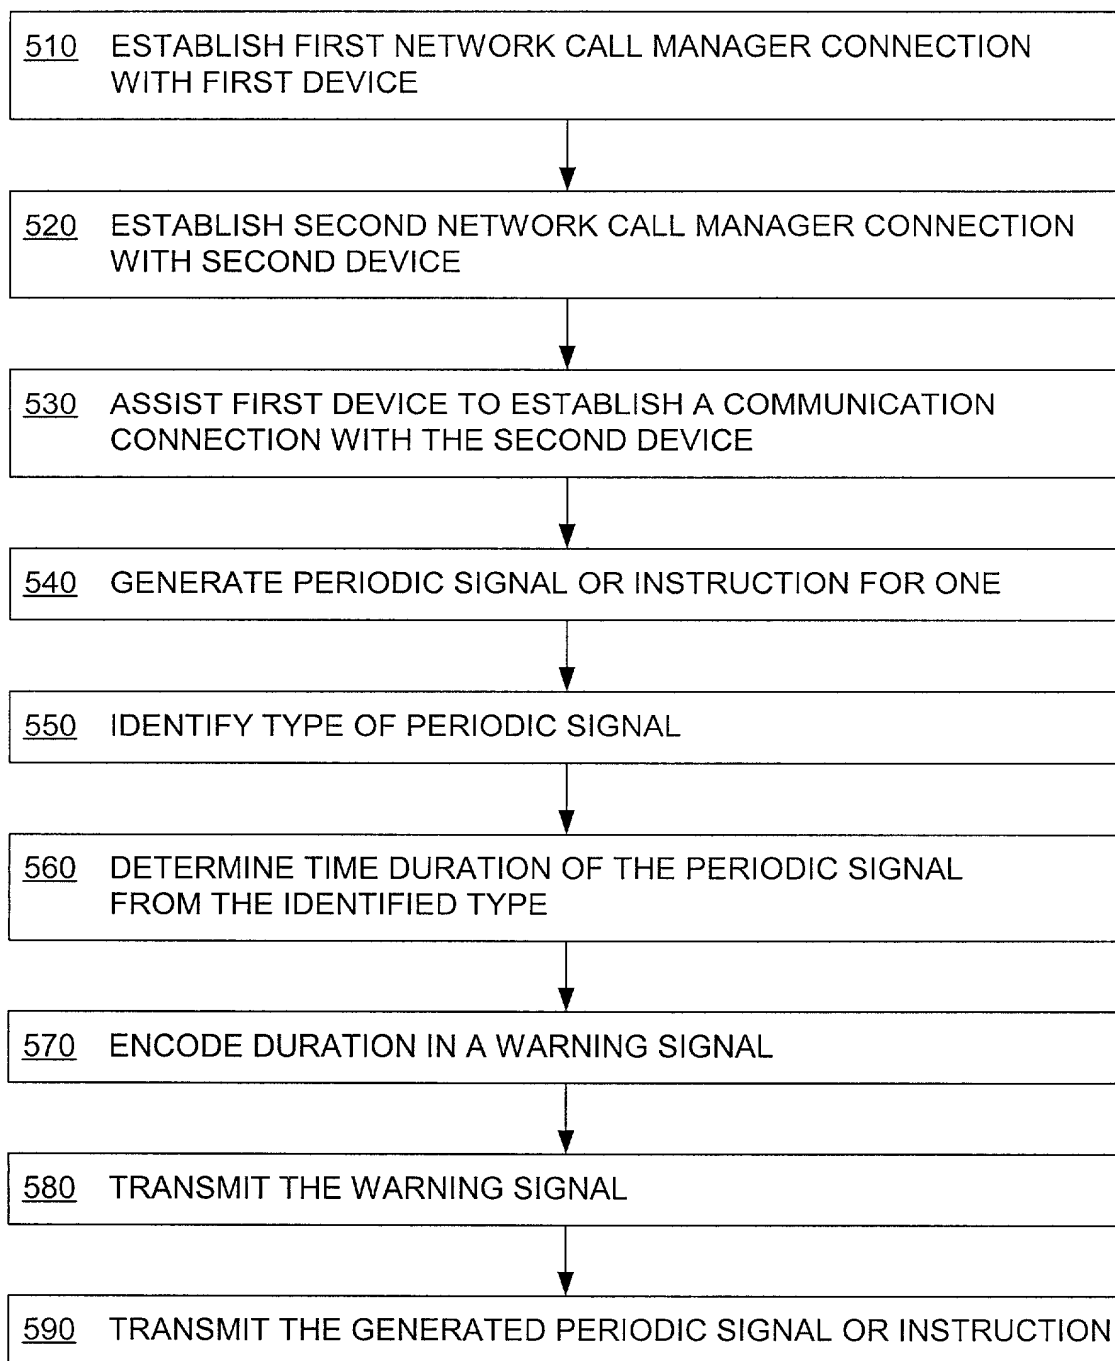 510 ESTABLISH FIRST NETWORK CALL MANAGER CONNECTION
WITH FIRST DEVICE
520 ESTABLISH SECOND NETWORK CALL MANAGER CONNECTION
WITH SECOND DEVICE
530 ASSIST FIRST DEVICE TO ESTABLISH A COMMUNICATION
CONNECTION WITH THE SECOND DEVICE
540 GENERATE PERIODIC SIGNAL OR INSTRUCTION FOR ONE
550 IDENTIFY TYPE OF PERIODIC SIGNAL
560 DETERMINE TIME DURATION OF THE PERIODIC SIGNAL
FROM THE IDENTIFIED TYPE
570 ENCODE DURATION IN A WARNING SIGNAL
580 TRANSMIT THE WARNING SIGNAL
590 TRANSMIT THE GENERATED PERIODIC SIGNAL OR INSTRUCTION